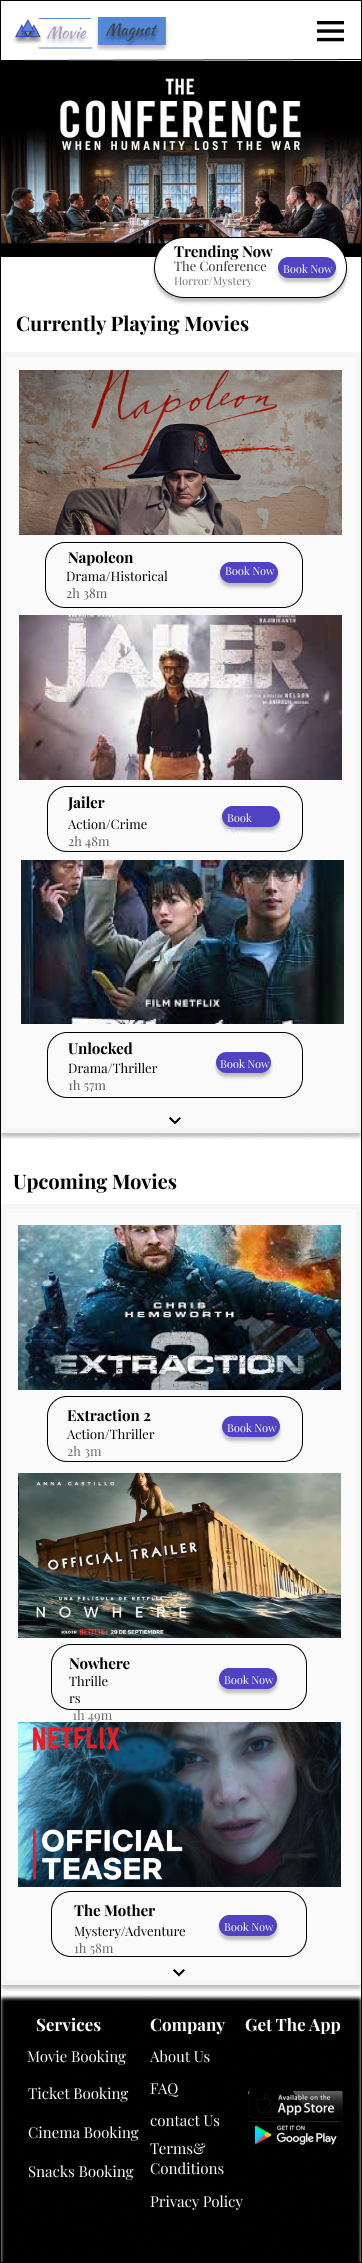 Movie Magnet
THE
CONFERENCE
WHEN HUMANITY LOST THE WAR
Trending Now
The Conference
Horror/Mystery
Book Now
Currently Playing Movies
Napoleon
Napoleon
Drama/Historical
2h 38m
Book Now
RAJINIKANTH
JAILER
NELSON
ANIRUDH
Jailer
Action/Crime
2h 48m
Book
FILM NETFLIX
Unlocked
Drama/Thriller
1h 57m
Book Now
Upcoming Movies
CHRIS
HEMSWORTH
2
EXTRACTION
Extraction 2
Action/Thriller
2h 3m
Book Now
ANNA CASTILLO
OFFICIAL TRAILER
UNA PELÍCULA DE NETFLIX
NOWHERE
SOLO EN NETFLIX 29 DE SEPTIEMBRE
Nowhere
Thrille
rs
1h 49m
Book Now
NETFLIX
OFFICIAL
TEASER
The Mother
Mystery/Adventure
1h 58m
Book Now
Services
Movie Booking
Ticket Booking
Cinema Booking
Snacks Booking
Company
About Us
FAQ
contact Us
Terms&
Conditions
Privacy Policy
Get The App
Available on the
App Store
GET IT ON
Google Play